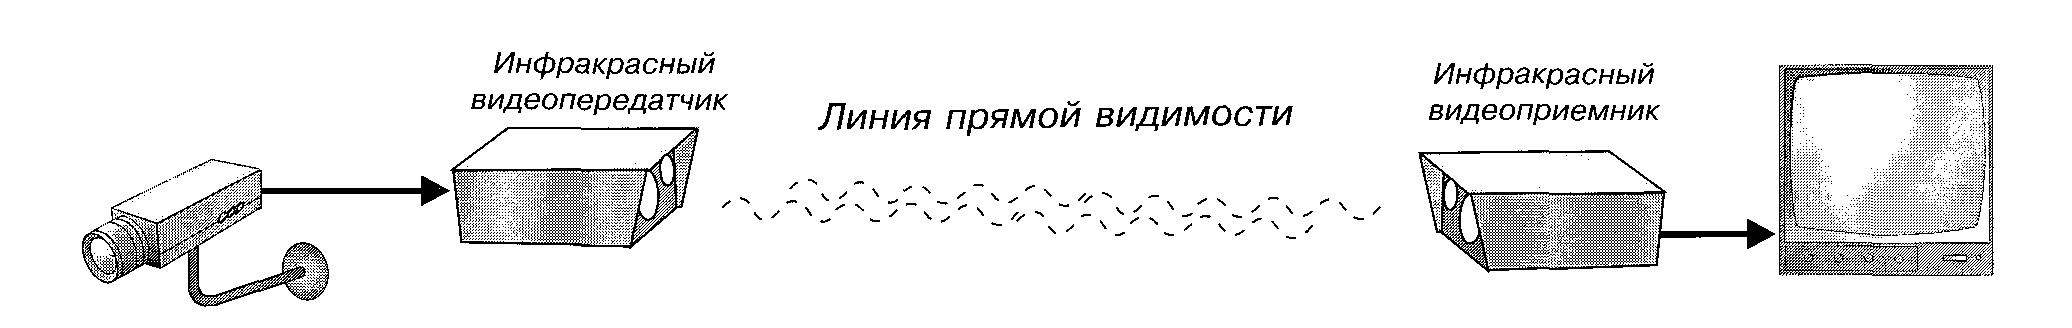 Инфракрасный
видеопередатчик
Линия прямой видимости
Инфракрасный
видеоприемник